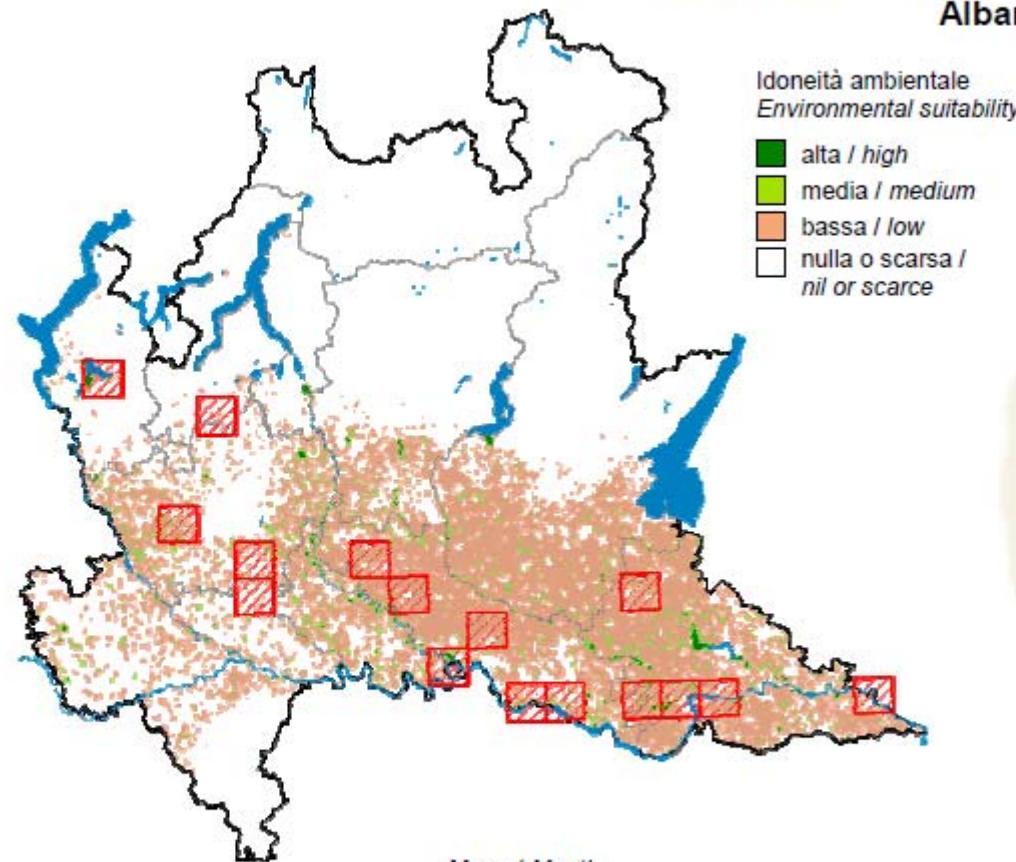 Idoneità ambientale
Environmental suitability
alta / high
media / medium
bassa / low
nulla o scarsa /
nil or scarce